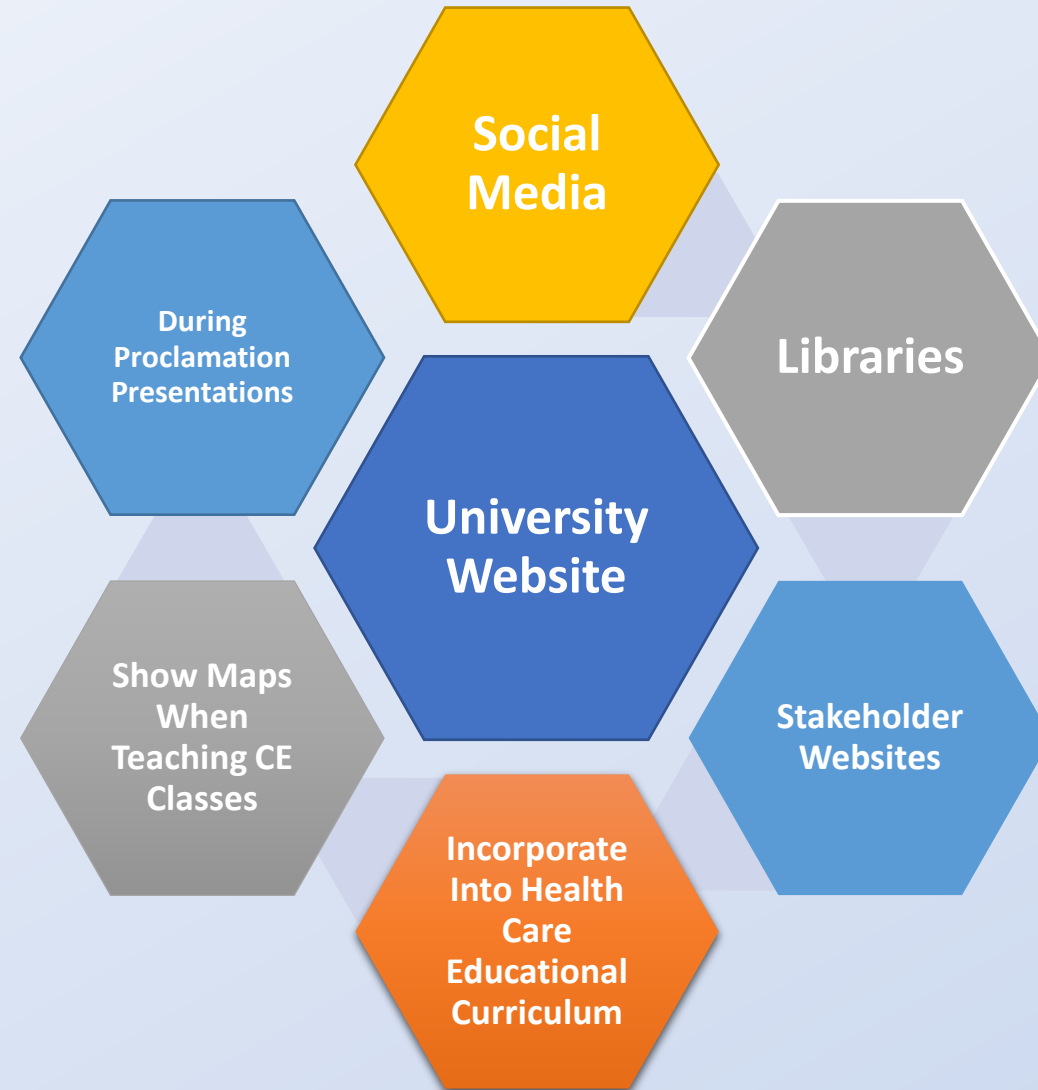 Social
Media
During
Proclamation
Presentations
Libraries
University
Website
Show Maps
When
Teaching CE
Classes
Stakeholder
Websites
Incorporate
Into Health
Care
Educational
Curriculum